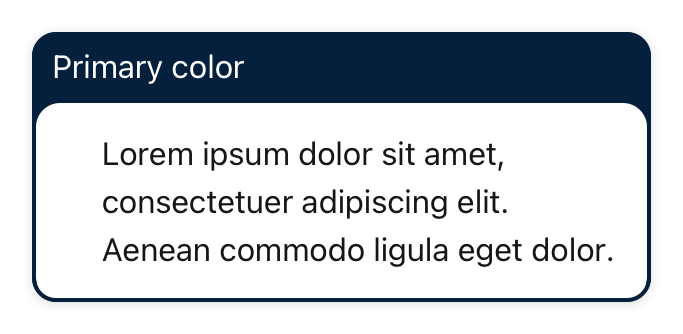 Primary color
Lorem ipsum dolor sit amet,
consectetuer adipiscing elit.
Aenean commodo ligula eget dolor.